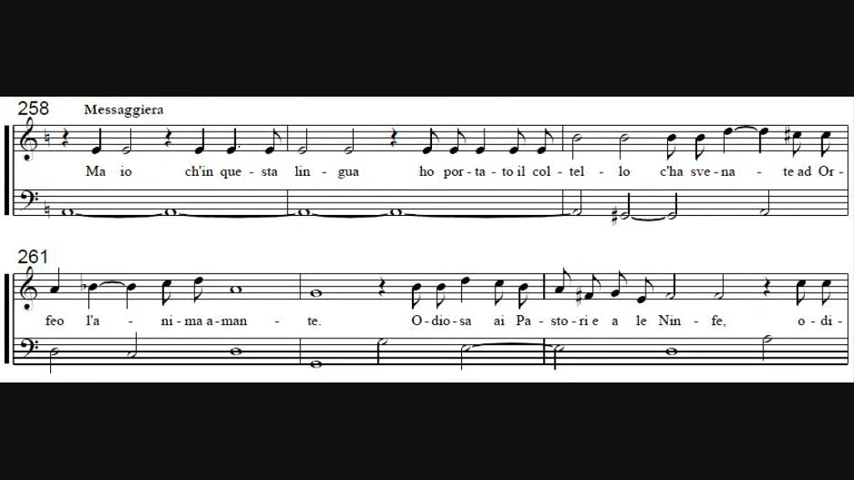 258 Messaggiera
Ma io ch'in que - sta lin - gua ho por - ta - to il col - tel - lo c'ha sve - na - te ad Or -
261
feo l'a - ni - ma a - man - te. O - dio - sa ai Pa - sto - ri e a le Nin - fe, o - di -